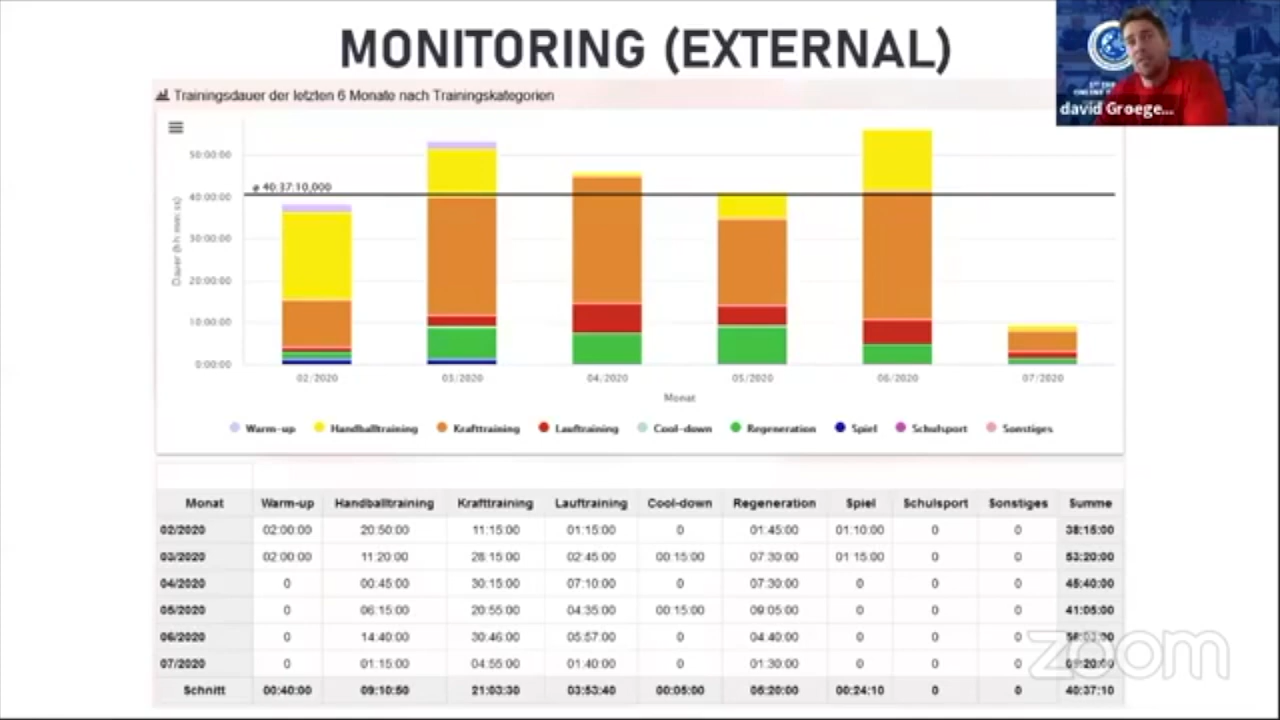 MONITORING (EXTERNAL)
david Groege...
Trainingsdauer der letzten 6 Monate nach Trainingskategorien
50:00:00
ø 40:37:10,000
40:00:00
30:00:00
20:00:00
10:00:00
0:00:00
Dauer (hh:mm:ss)
02/2020 03/2020 04/2020 05/2020 06/2020 07/2020
Monat
Warm-up Handballtraining Krafttraining Lauftraining Cool-down Regeneration Spiel Schulsport Sonstiges
Monat Warm-up Handballtraining Krafttraining Lauftraining Cool-down Regeneration Spiel Schulsport Sonstiges Summe
02/2020 02:00:00 20:50:00 11:15:00 01:15:00 0 01:45:00 01:10:00 0 0 38:15:00
03/2020 02:00:00 11:20:00 28:15:00 02:45:00 00:15:00 07:30:00 01:15:00 0 0 53:20:00
04/2020 0 00:45:00 30:15:00 07:10:00 0 07:30:00 0 0 0 45:40:00
05/2020 0 06:15:00 20:55:00 04:35:00 00:15:00 09:05:00 0 0 0 41:05:00
06/2020 0 14:40:00 30:46:00 05:57:00 0 04:40:00 0 0 0
07/2020 0 01:15:00 04:55:00 01:40:00 0 01:30:00 0 0 0
Schnitt 00:40:00 09:10:50 21:03:30 03:53:40 00:05:00 05:20:00 00:24:10 0 0 40:37:10
zoom